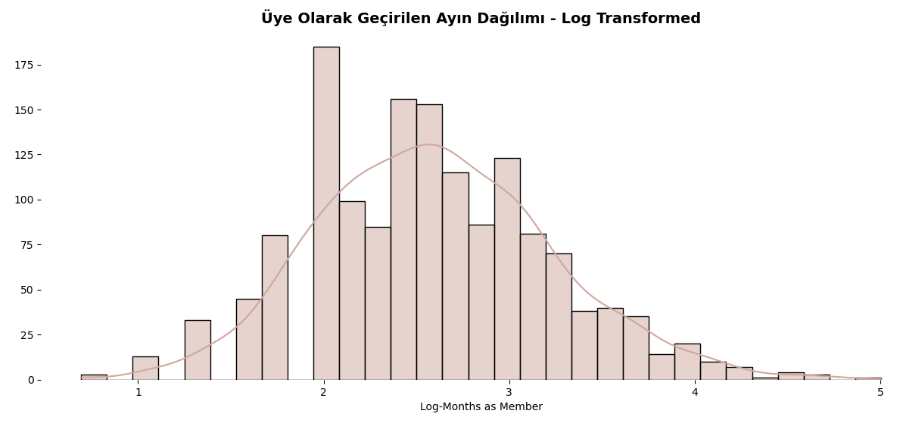 Üye Olarak Geçirilen Ayın Dağılımı - Log Transformed
175
150
125
100
75
50
25
0
1 2 3 4 5
Log-Months as Member